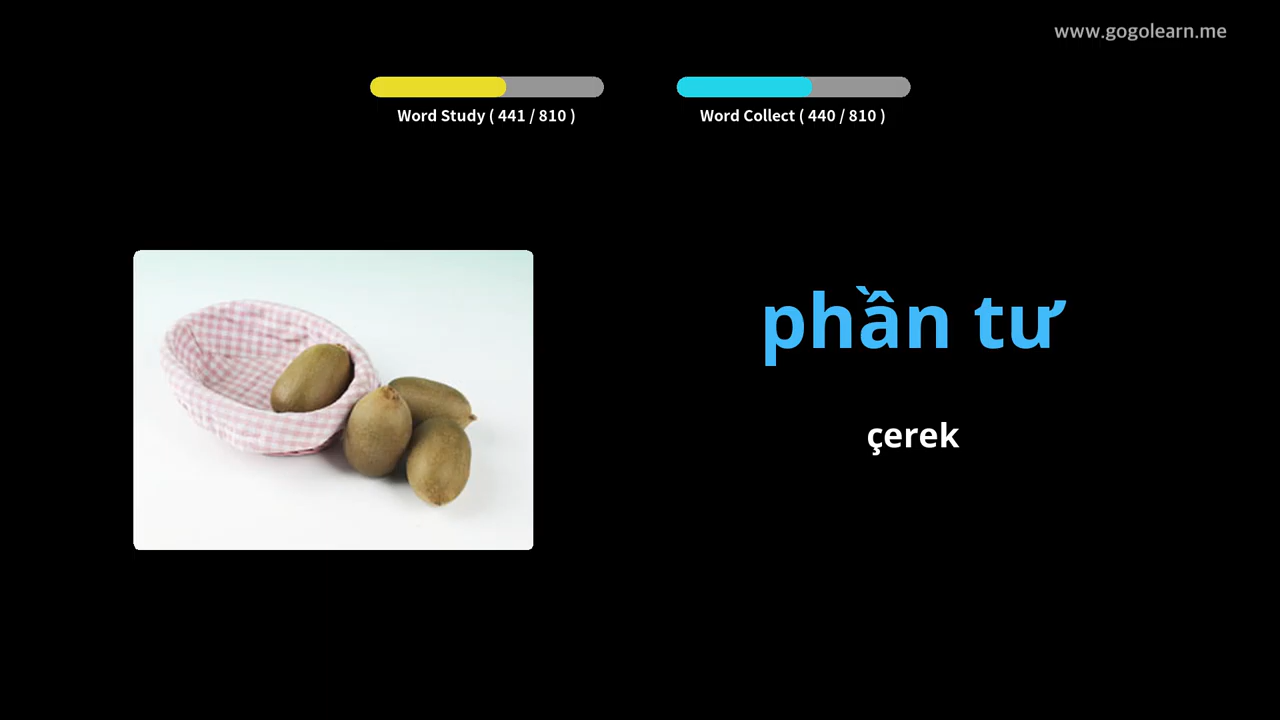 www.gogolearn.me
Word Study ( 441 / 810 )
Word Collect ( 440 / 810 )
phần tư
çerek